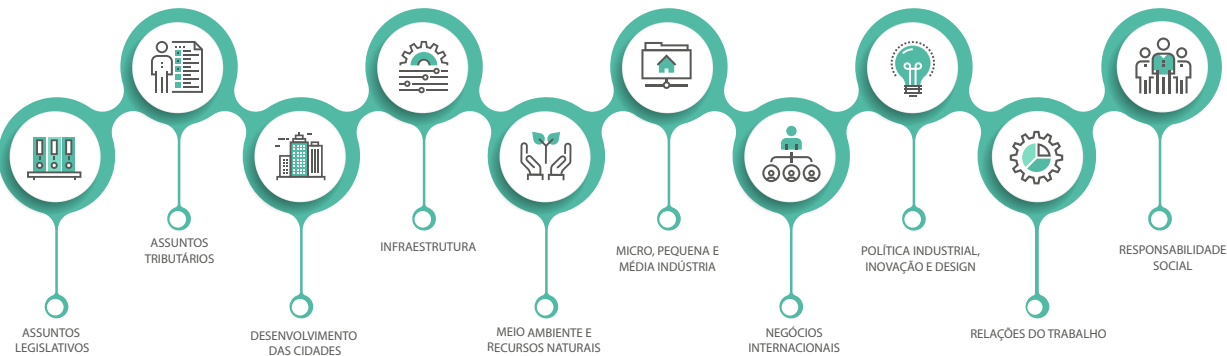 ASSUNTOS
LEGISLATIVOS
ASSUNTOS
TRIBUTÁRIOS
DESENVOLVIMENTO
DAS CIDADES
INFRAESTRUTURA
MEIO AMBIENTE E
RECURSOS NATURAIS
MICRO, PEQUENA E
MÉDIA INDÚSTRIA
NEGÓCIOS
INTERNACIONAIS
POLÍTICA INDUSTRIAL,
INOVAÇÃO E DESIGN
RELAÇÕES DO TRABALHO
RESPONSABILIDADE
SOCIAL